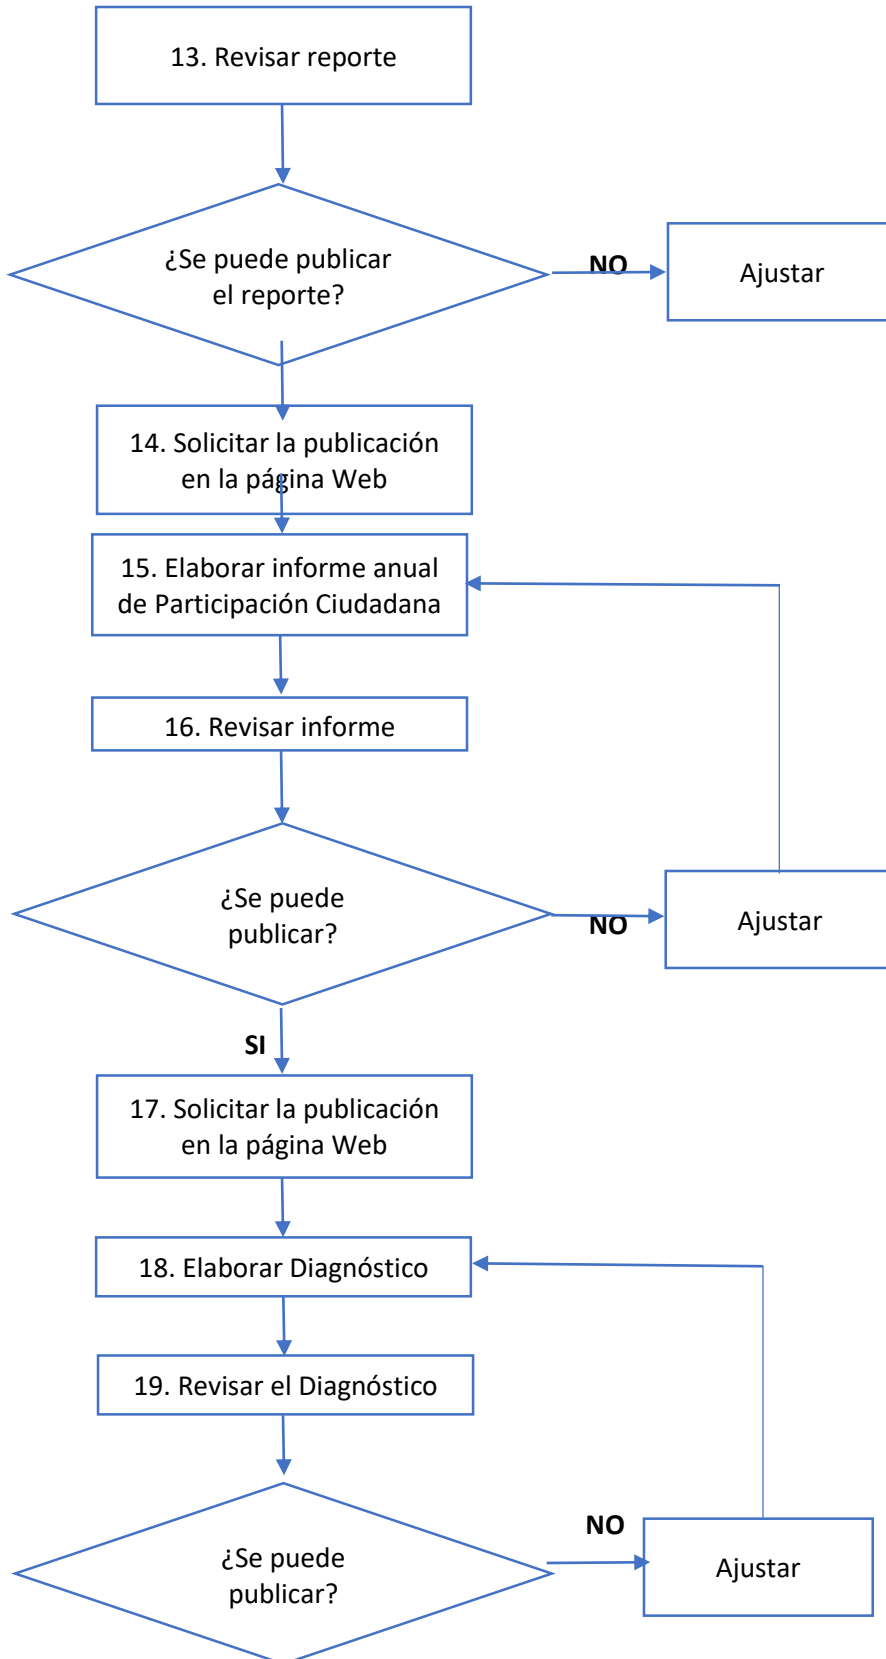 13. Revisar reporte
¿Se puede publicar
el reporte?
NO
Ajustar
14. Solicitar la publicación
en la página Web
15. Elaborar informe anual
de Participación Ciudadana
16. Revisar informe
¿Se puede
publicar?
NO
Ajustar
SI
17. Solicitar la publicación
en la página Web
18. Elaborar Diagnóstico
19. Revisar el Diagnóstico
¿Se puede
publicar?
NO
Ajustar